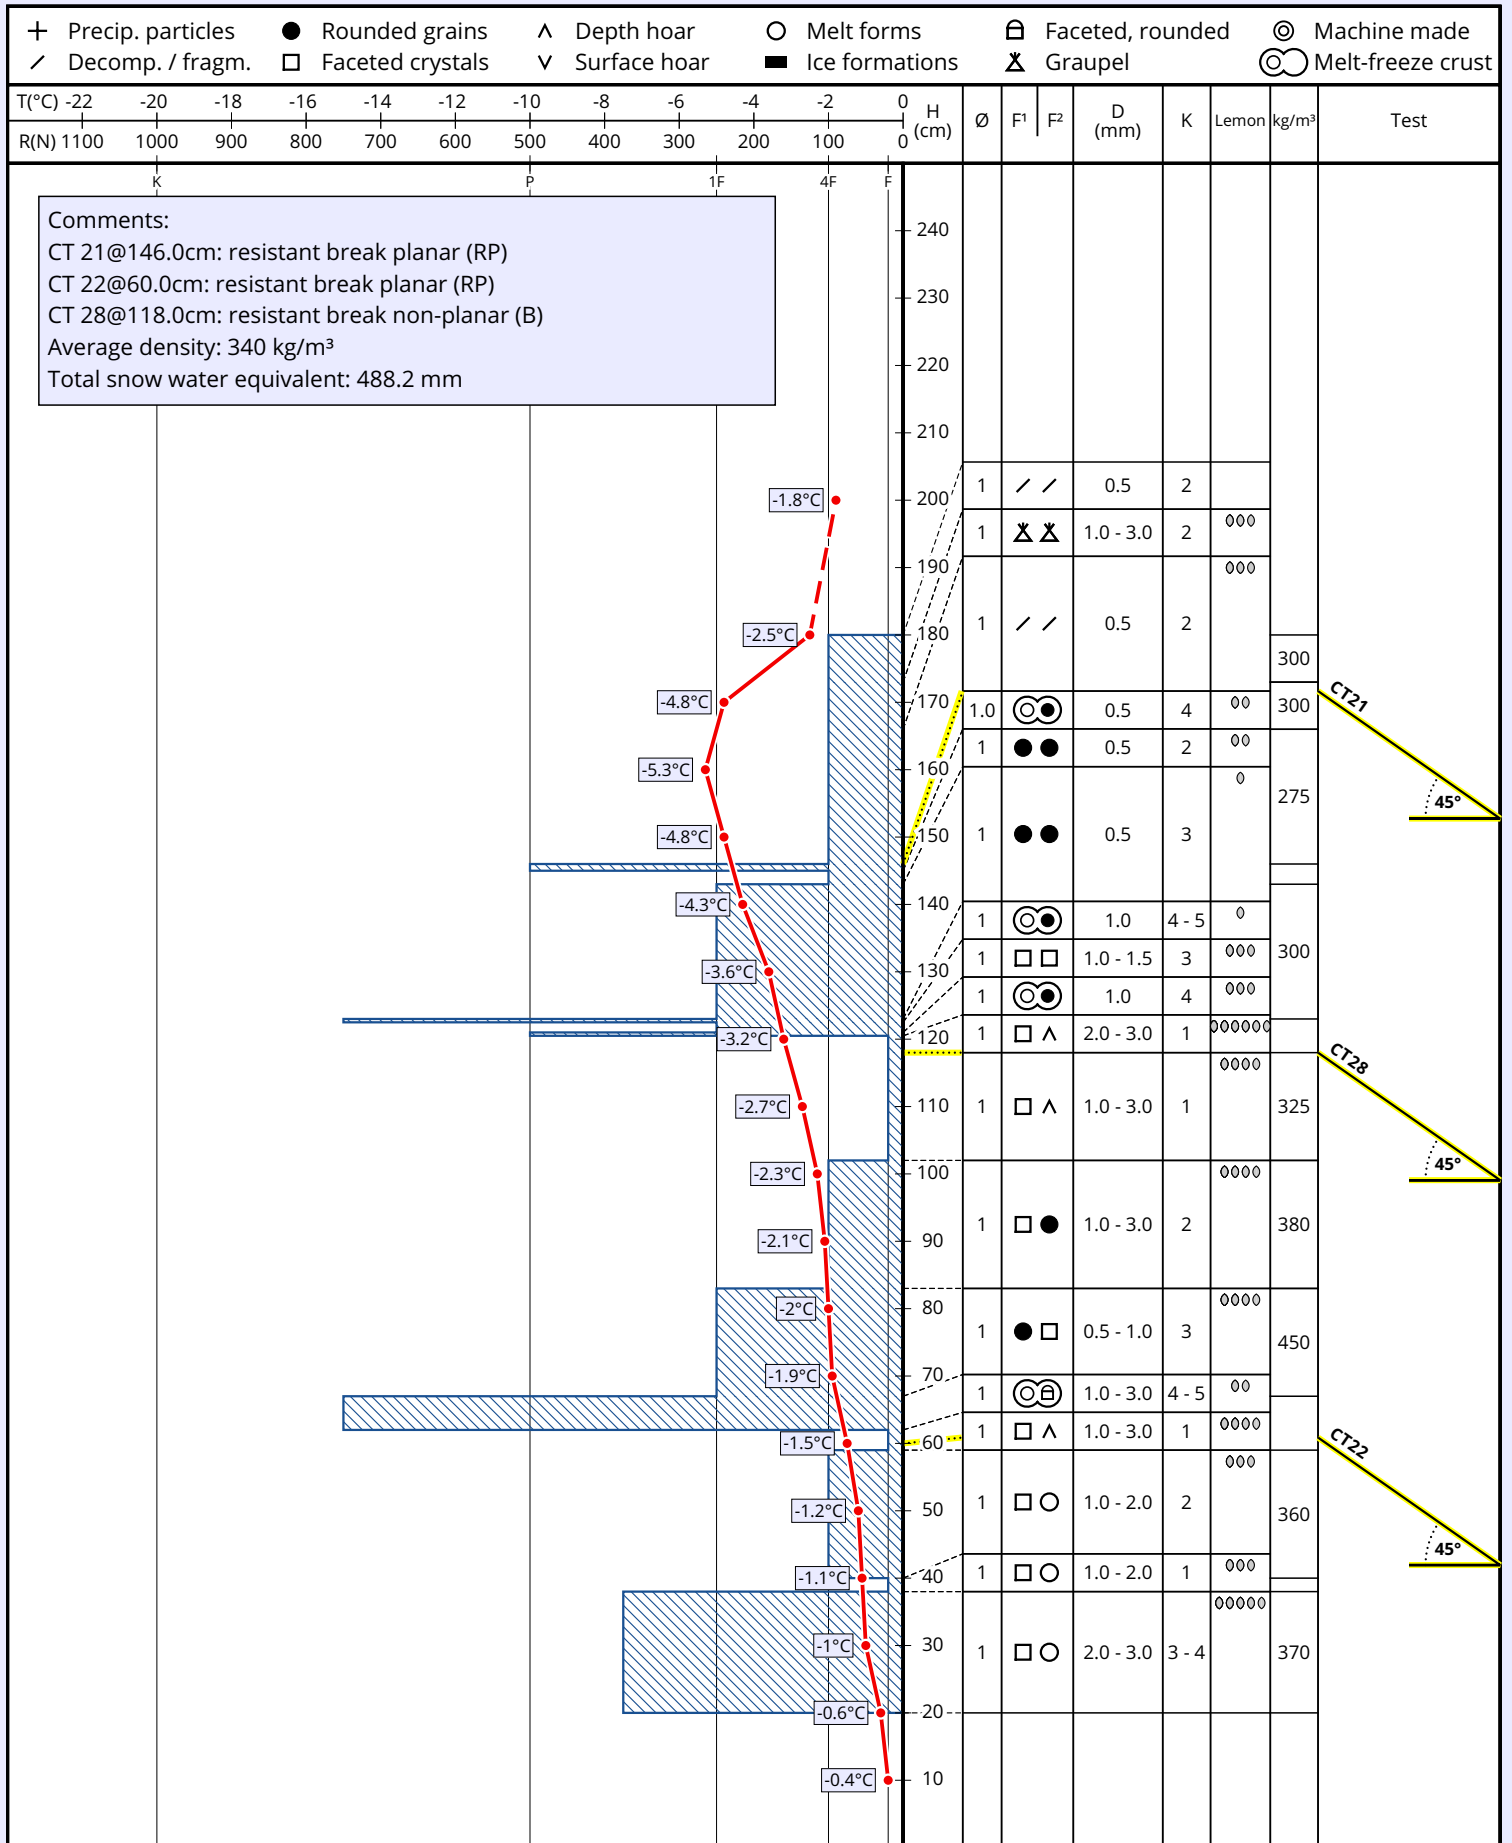 Precip. particles Rounded grains Depth hoar Melt forms Faceted, rounded Machine made
Decomp. / fragm. Faceted crystals Surface hoar Ice formations Graupel Melt-freeze crust
T(°C) -22 -20 -18 -16 -14 -12 -10 -8 -6 -4 -2 0
R(N) 1100 1000 900 800 700 600 500 400 300 200 100 0
H (cm) Ø F¹ F² D (mm) K Lemon kg/m³ Test
K P 1F 4F F
Comments:
CT 21@146.0cm: resistant break planar (RP)
CT 22@60.0cm: resistant break planar (RP)
CT 28@118.0cm: resistant break non-planar (B)
Average density: 340 kg/m³
Total snow water equivalent: 488.2 mm
240
230
220
210
1 0.5 2
-1.8°C 200
1 1.0 - 3.0 2
190
1 0.5 2
-2.5°C 180
300
-4.8°C 170 1.0 0.5 4 300 CT21
1 0.5 2
-5.3°C 160
275 45°
-4.8°C 150 1 0.5 3
-4.3°C 140
1 1.0 4 - 5
300
1 1.0 - 1.5 3
-3.6°C 130
1 1.0 4
-3.2°C 120 1 2.0 - 3.0 1
CT28
-2.7°C 110 1 1.0 - 3.0 1 325
45°
-2.3°C 100
1 1.0 - 3.0 2 380
-2.1°C 90
-2°C 80
1 0.5 - 1.0 3 450
-1.9°C 70
1 1.0 - 3.0 4 - 5
1 1.0 - 3.0 1
-1.5°C 60 CT22
1 1.0 - 2.0 2 360
-1.2°C 50
45°
1 1.0 - 2.0 1
-1.1°C 40
-1°C 30 1 2.0 - 3.0 3 - 4 370
-0.6°C 20
-0.4°C 10